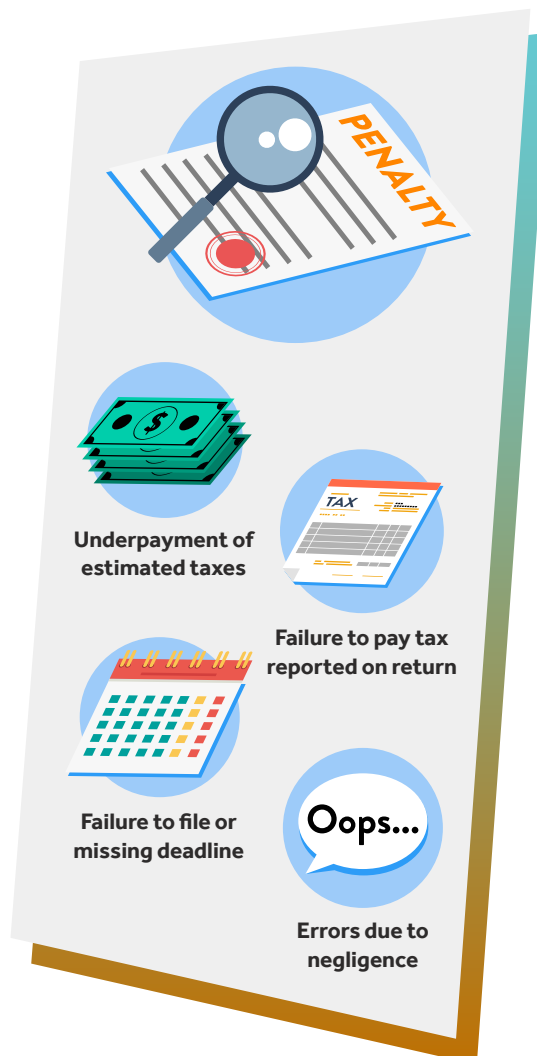 PENALTY
$
Underpayment of
estimated taxes
TAX
Failure to pay tax
reported on return
Failure to file or
missing deadline
Oops...
Errors due to
negligence